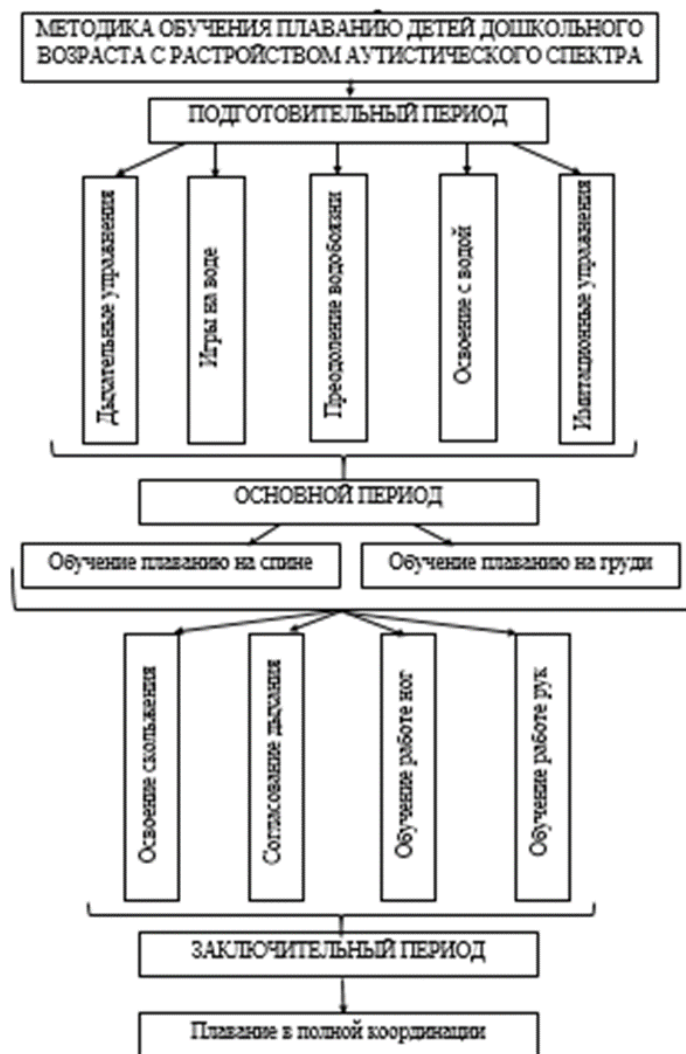 МЕТОДИКА ОБУЧЕНИЯ ПЛАВАНИЮ ДЕТЕЙ ДОШКОЛЬНОГО
ВОЗРАСТА С РАСТРОЙСТВОМ АУТИСТИЧЕСКОГО СПЕКТРА
ПОДГОТОВИТЕЛЬНЫЙ ПЕРИОД
Дыхательные упражнения
Игры на воде
Преодоление водобоязни
Освоение с водой
Имитационные упражнения
ОСНОВНОЙ ПЕРИОД
Обучение плаванию на спине
Обучение плаванию на груди
Освоение скольжения
Согласование дыхания
Обучение работе ног
Обучение работе рук
ЗАКЛЮЧИТЕЛЬНЫЙ ПЕРИОД
Плавание в полной координации